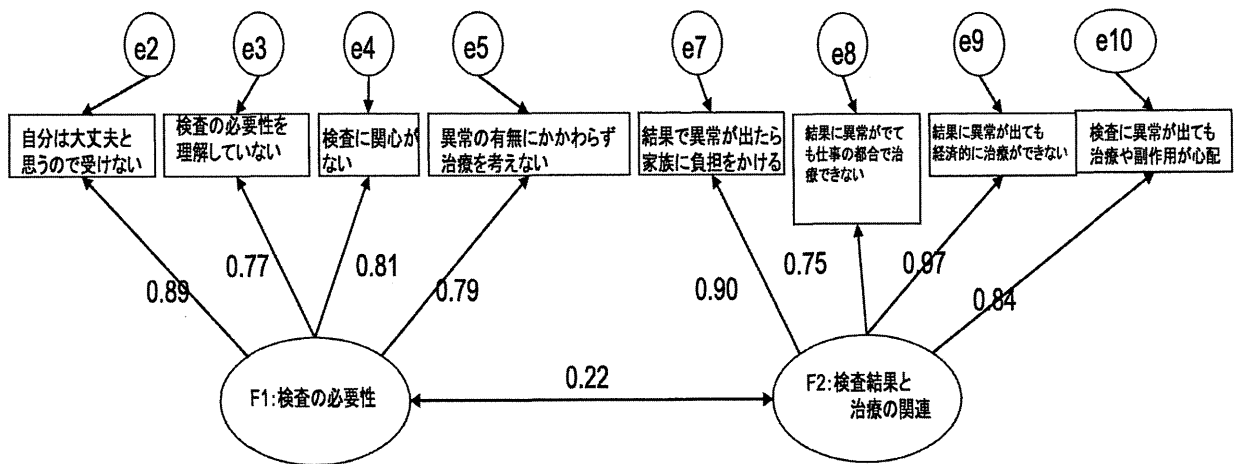 e2
e3
e4
e5
e7
e8
e9
e10
自分は大丈夫と
思うので受けない
検査の必要性を
理解していない
検査に関心が
ない
異常の有無にかかわらず
治療を考えない
結果で異常が出たら
家族に負担をかける
結果に異常がでて
も仕事の都合で治
療できない
結果に異常が出ても
経済的に治療ができない
検査に異常が出ても
治療や副作用が心配
0.89
0.77
0.81
0.79
0.90
0.75
0.97
0.84
F1:検査の必要性
0.22
F2:検査結果と
治療の関連